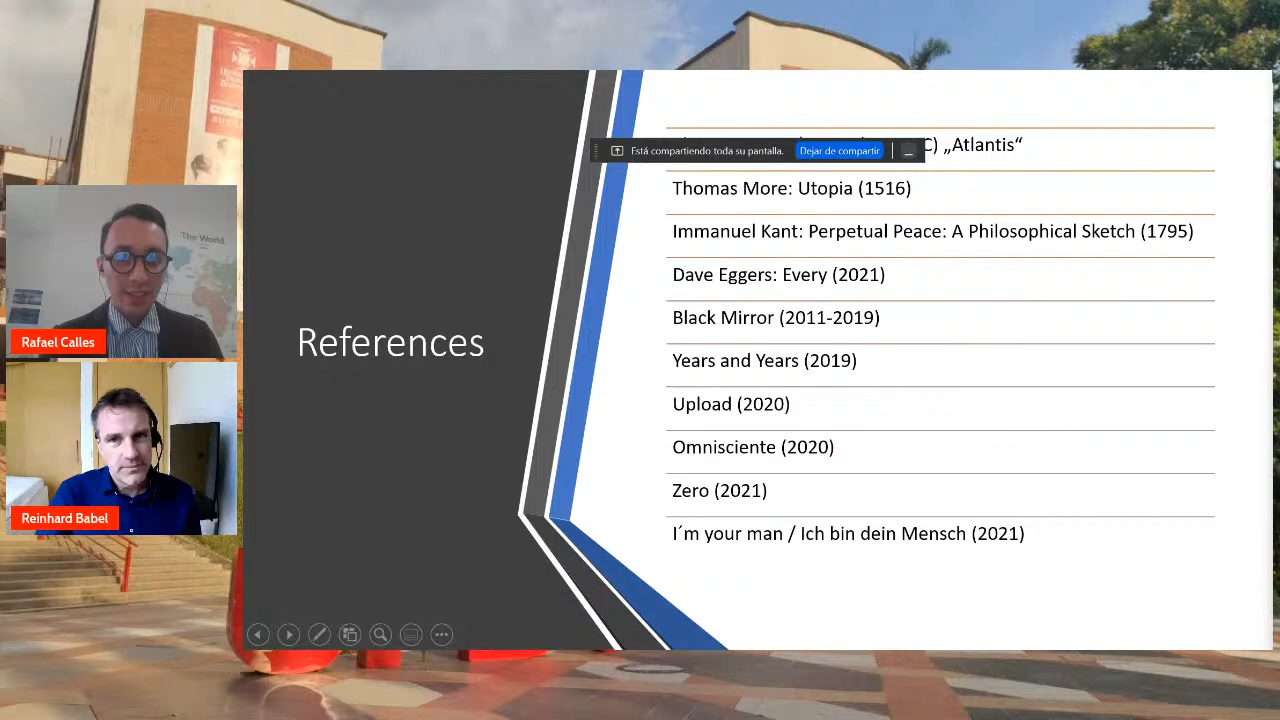 C) „Atlantis“
Está compartiendo toda su pantalla. Dejar de compartir
Thomas More: Utopia (1516)
Immanuel Kant: Perpetual Peace: A Philosophical Sketch (1795)
Dave Eggers: Every (2021)
Black Mirror (2011-2019)
Years and Years (2019)
Upload (2020)
Omnisciente (2020)
Zero (2021)
I´m your man / Ich bin dein Mensch (2021)
References
The World
Rafael Calles
Reinhard Babel